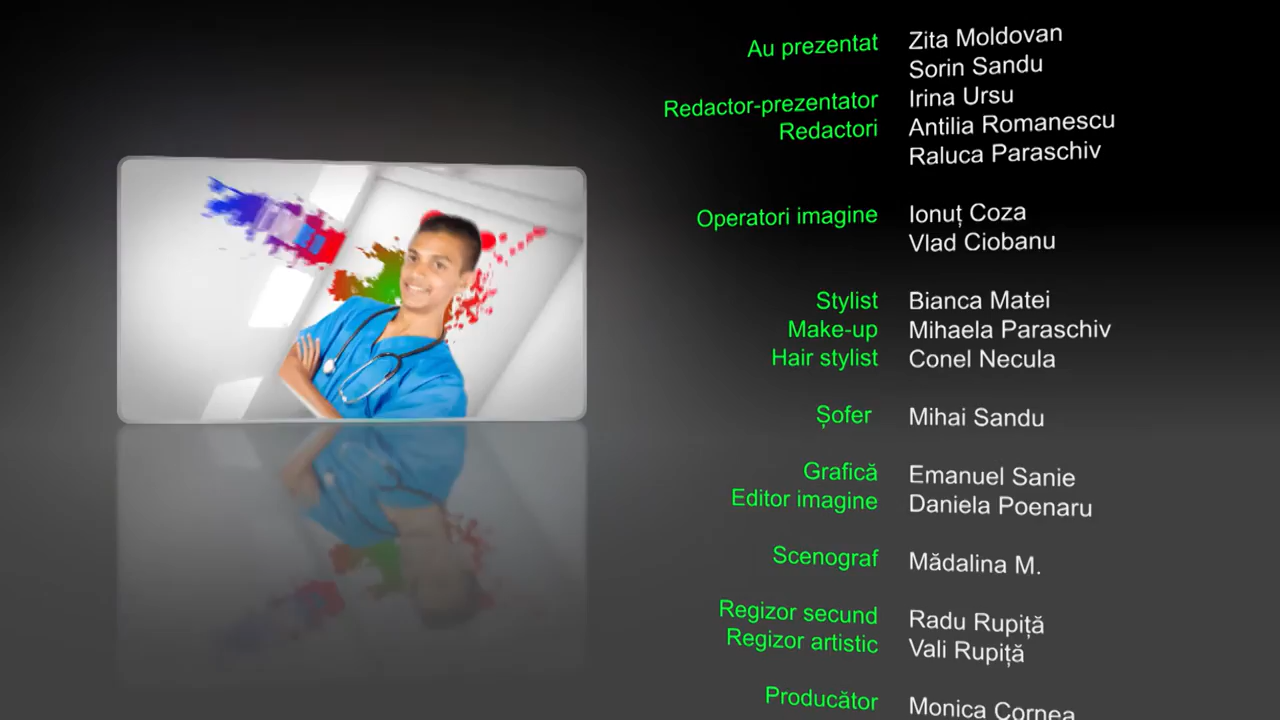 Au prezentat Zita Moldovan
Sorin Sandu
Redactor-prezentator Irina Ursu
Redactori Antilia Romanescu
Raluca Paraschiv
Operatori imagine Ionuț Coza
Vlad Ciobanu
Stylist Bianca Matei
Make-up Mihaela Paraschiv
Hair stylist Conel Necula
Șofer Mihai Sandu
Grafică Emanuel Sanie
Editor imagine Daniela Poenaru
Scenograf Mădalina M.
Regizor secund Radu Rupiță
Regizor artistic Vali Rupiță
Producător Monica Cornea